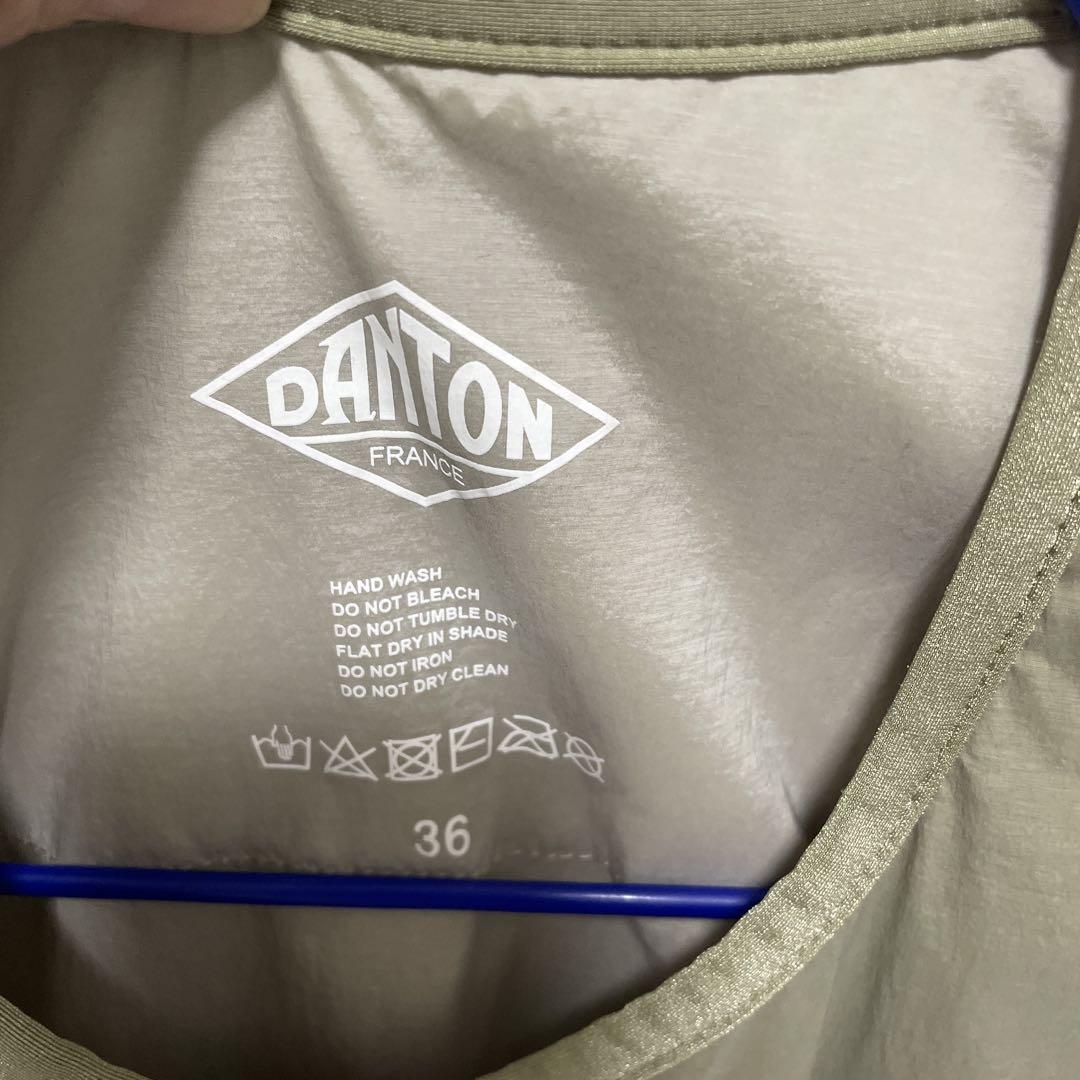 DANTON
FRANCE
HAND WASH
DO NOT BLEACH
DO NOT TUMBLE DRY
FLAT DRY IN SHADE
DO NOT IRON
DO NOT DRY CLEAN
36